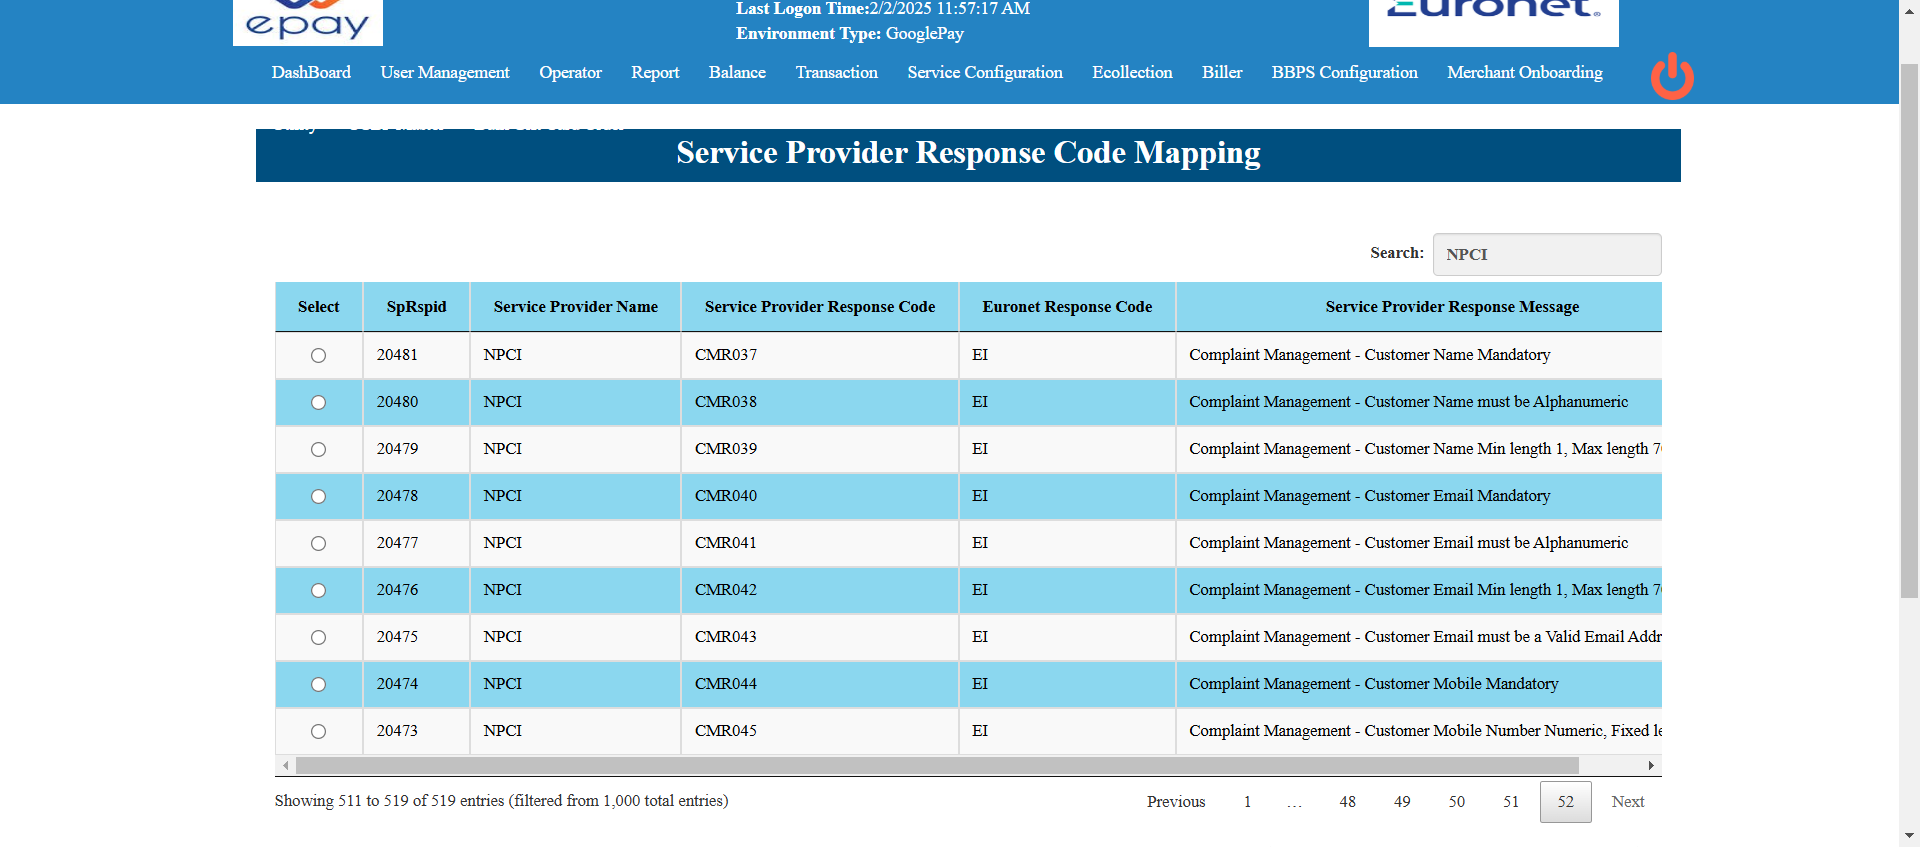 epay
Last Logon Time:2/2/2025 11:57:17 AM
Environment Type: GooglePay
Euronet
DashBoard User Management Operator Report Balance Transaction Service Configuration Ecollection Biller BBPS Configuration Merchant Onboarding
Service Provider Response Code Mapping
Search: NPCI
Select SpRspid Service Provider Name Service Provider Response Code Euronet Response Code Service Provider Response Message
20481 NPCI CMR037 EI Complaint Management - Customer Name Mandatory
20480 NPCI CMR038 EI Complaint Management - Customer Name must be Alphanumeric
20479 NPCI CMR039 EI Complaint Management - Customer Name Min length 1, Max length 7
20478 NPCI CMR040 EI Complaint Management - Customer Email Mandatory
20477 NPCI CMR041 EI Complaint Management - Customer Email must be Alphanumeric
20476 NPCI CMR042 EI Complaint Management - Customer Email Min length 1, Max length 7
20475 NPCI CMR043 EI Complaint Management - Customer Email must be a Valid Email Addr
20474 NPCI CMR044 EI Complaint Management - Customer Mobile Mandatory
20473 NPCI CMR045 EI Complaint Management - Customer Mobile Number Numeric, Fixed le
Showing 511 to 519 of 519 entries (filtered from 1,000 total entries)
Previous 1 … 48 49 50 51 52 Next